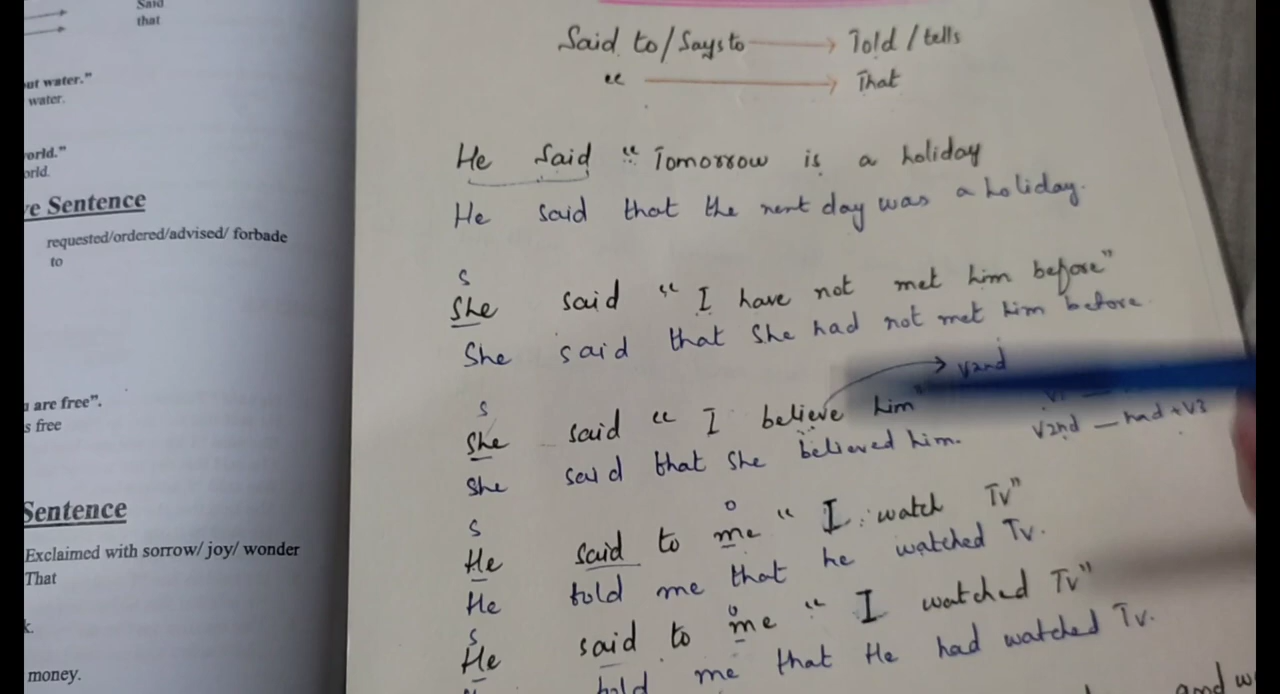 Said
that
ut water."
water.
orld."
orld.
e Sentence
requested/ordered/advised/ forbade
to
are free".
s free
Sentence
Exclaimed with sorrow/ joy/ wonder
That
k.
money.
Said to/Says to → Told/tells
" → That
He Said " Tomorrow is a holiday
He said that the next day was a holiday.
S
She said " I have not met him before"
She said that She had not met him before.
→ V2nd
S
She said " I believe him"
V2nd — had + V3
She said that She believed him.
S O
He said to me " I watch Tv"
He told me that he watched Tv.
S O
He said to me " I watched Tv"
told me that He had watched Tv.
and